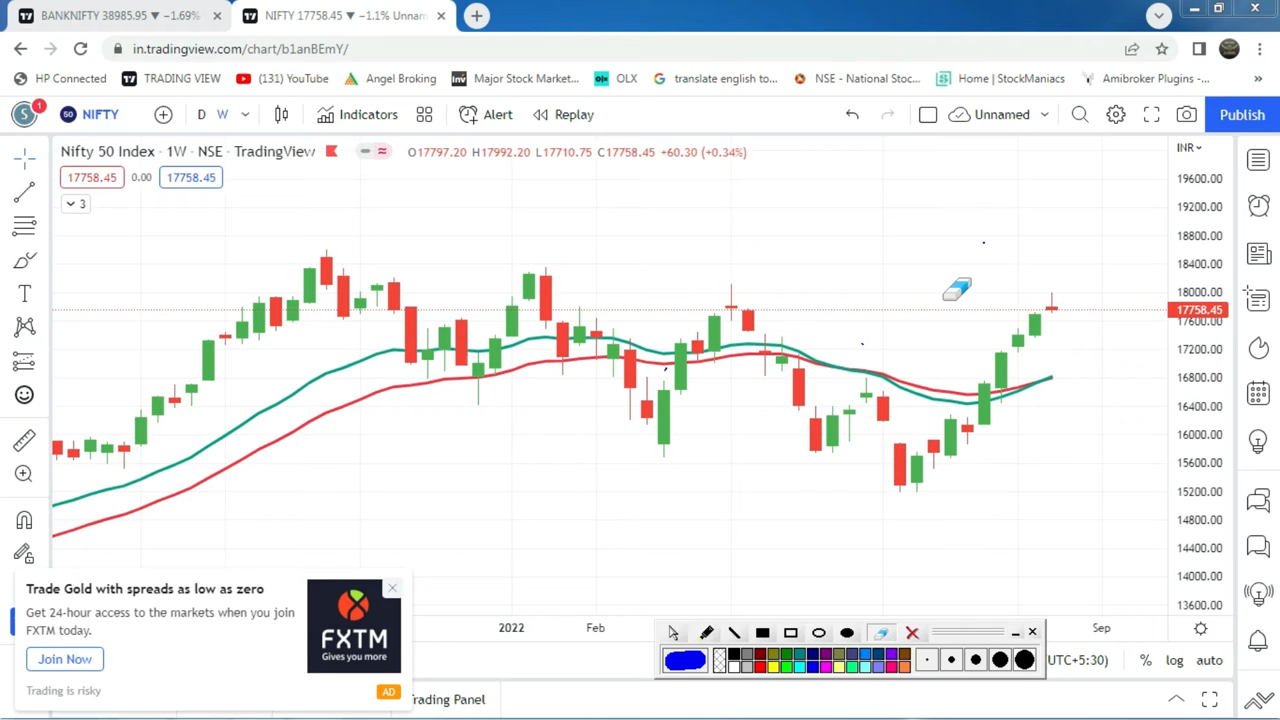 BANKNIFTY 38985.95 ▼ −1.69%
NIFTY 17758.45 ▼ −1.1% Unnam
in.tradingview.com/chart/b1anBEmY/
HP Connected
TRADING VIEW
(131) YouTube
Angel Broking
Inv
Major Stock Market...
olx
OLX
translate english to...
NSE - National Stoc...
Home | StockManiacs
Amibroker Plugins -...
»
S
1
50
NIFTY
D
W
Indicators
Alert
Replay
Unnamed
Publish
Nifty 50 Index · 1W · NSE · TradingView
O17797.20 H17992.20 L17710.75 C17758.45 +60.30 (+0.34%)
INR
17758.45
0.00
17758.45
3
19600.00
19200.00
18800.00
18400.00
18000.00
17758.45
17600.00
17200.00
16800.00
16400.00
16000.00
15600.00
15200.00
14800.00
14400.00
14000.00
13600.00
Trade Gold with spreads as low as zero
Get 24-hour access to the markets when you join
FXTM today.
Join Now
Trading is risky
FXTM
Gives you more
AD
2022
Feb
Sep
(UTC+5:30)
%
log
auto
rading Panel